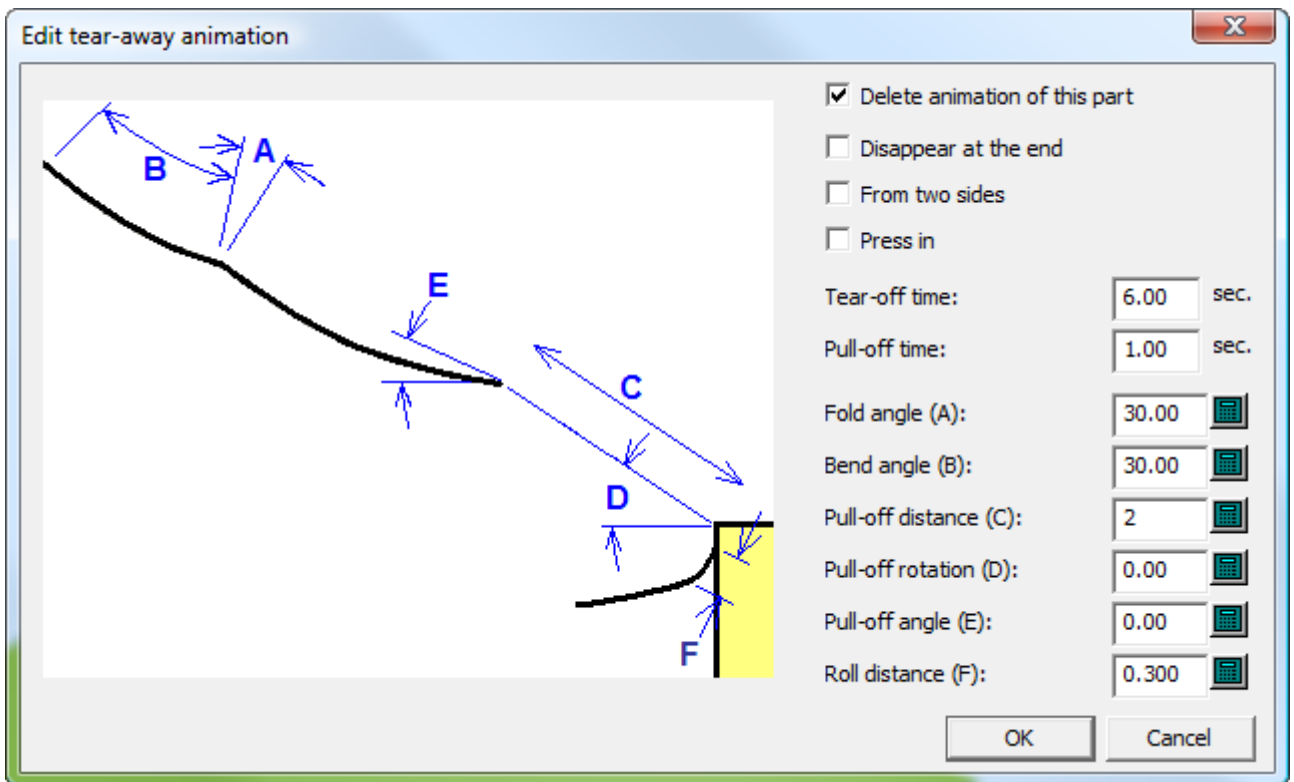 Edit tear-away animation
B
A
E
C
D
F
Delete animation of this part
Disappear at the end
From two sides
Press in
Tear-off time: 6.00 sec.
Pull-off time: 1.00 sec.
Fold angle (A): 30.00
Bend angle (B): 30.00
Pull-off distance (C): 2
Pull-off rotation (D): 0.00
Pull-off angle (E): 0.00
Roll distance (F): 0.300
OK Cancel